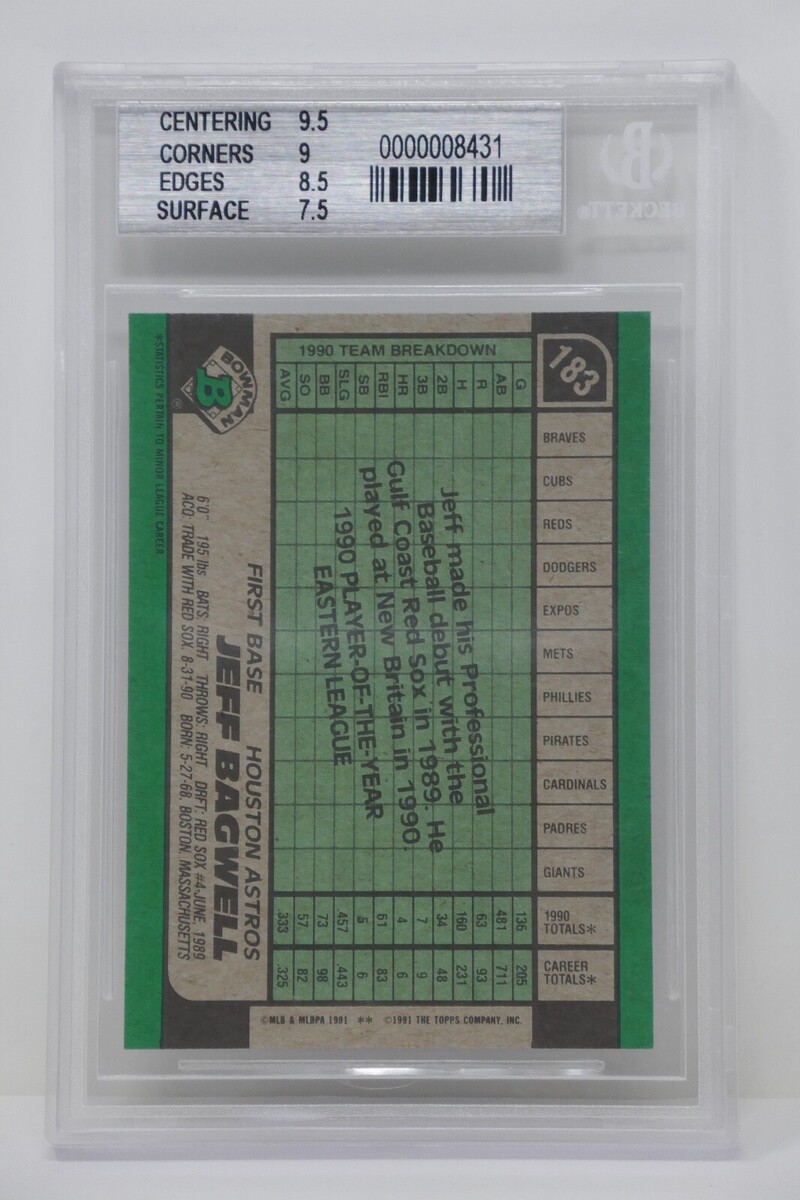 CENTERING 9.5
CORNERS 9
EDGES 8.5
SURFACE 7.5
0000008431
BECKETT®
183
1990 TEAM BREAKDOWN
G AB R H 2B 3B HR RBI SB SLG BB SO AVG
BRAVES
CUBS
REDS
DODGERS
EXPOS
METS
PHILLIES
PIRATES
CARDINALS
PADRES
GIANTS
1990 TOTALS* 136 481 63 160 34 7 4 61 5 .457 73 57 .333
CAREER TOTALS* 205 711 93 231 48 9 6 83 6 .443 98 82 .325
Jeff made his Professional
Baseball debut with the
Gulf Coast Red Sox in 1989. He
played at New Britain in 1990.
1990 PLAYER-OF-THE-YEAR
EASTERN LEAGUE
FIRST BASE HOUSTON ASTROS
JEFF BAGWELL
6'0" 195 lbs BATS: RIGHT THROWS: RIGHT DRFT: RED SOX #4-JUNE, 1989
ACQ: TRADE WITH RED SOX, 8-31-90 BORN: 5-27-68, BOSTON, MASSACHUSETTS
BOWMAN
B
®
*STATISTICS PERTAIN TO MINOR LEAGUE CAREER.
©MLB & MLBPA 1991 ** ©1991 THE TOPPS COMPANY, INC.